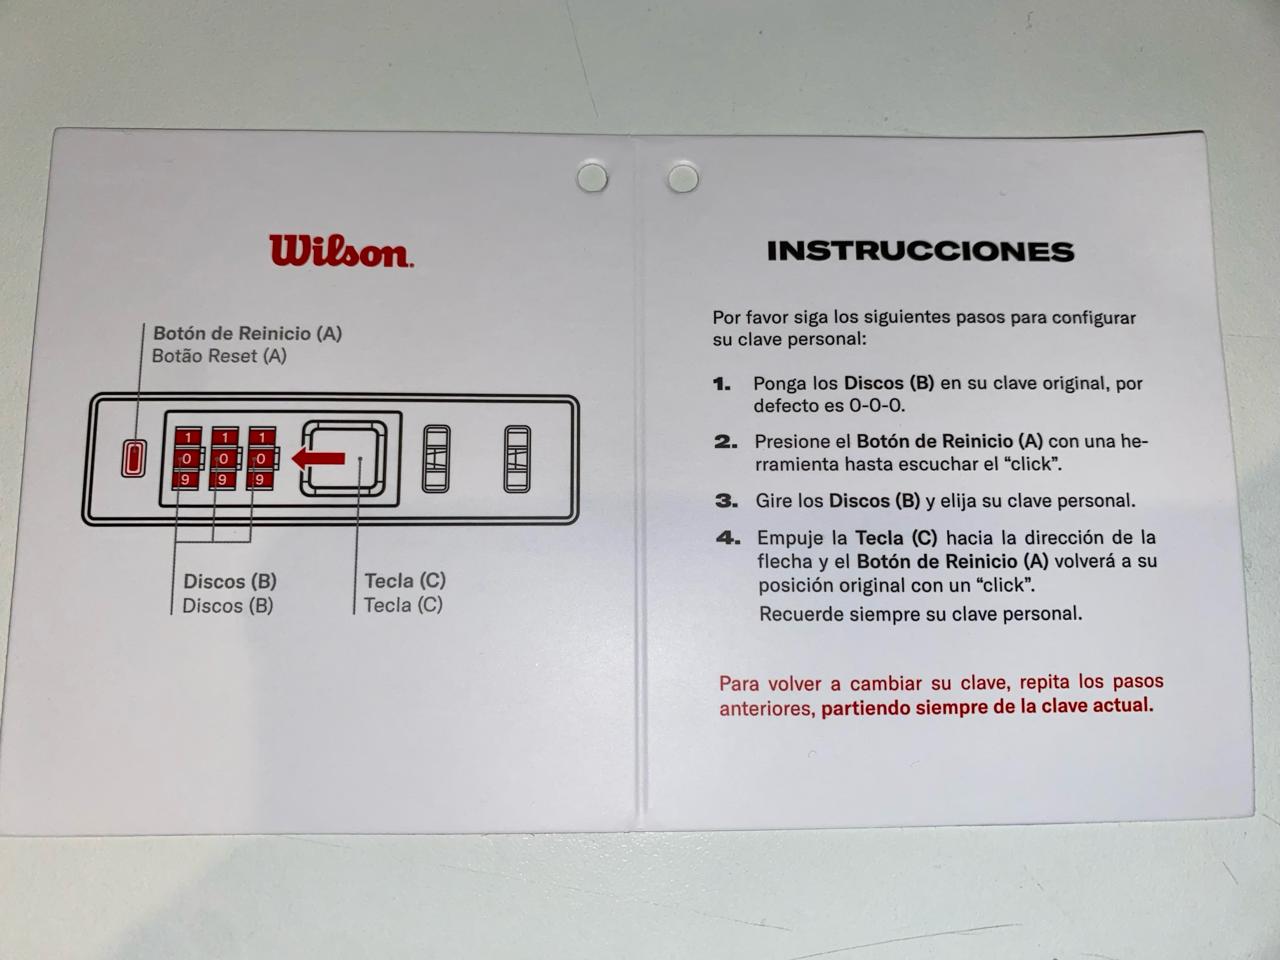 Wilson.
Botón de Reinicio (A)
Botão Reset (A)
1 1 1
0 0 0
9 9 9
Discos (B)
Discos (B)
Tecla (C)
Tecla (C)
INSTRUCCIONES
Por favor siga los siguientes pasos para configurar
su clave personal:
1. Ponga los Discos (B) en su clave original, por
defecto es 0-0-0.
2. Presione el Botón de Reinicio (A) con una he-
rramienta hasta escuchar el “click”.
3. Gire los Discos (B) y elija su clave personal.
4. Empuje la Tecla (C) hacia la dirección de la
flecha y el Botón de Reinicio (A) volverá a su
posición original con un “click”.
Recuerde siempre su clave personal.
Para volver a cambiar su clave, repita los pasos
anteriores, partiendo siempre de la clave actual.